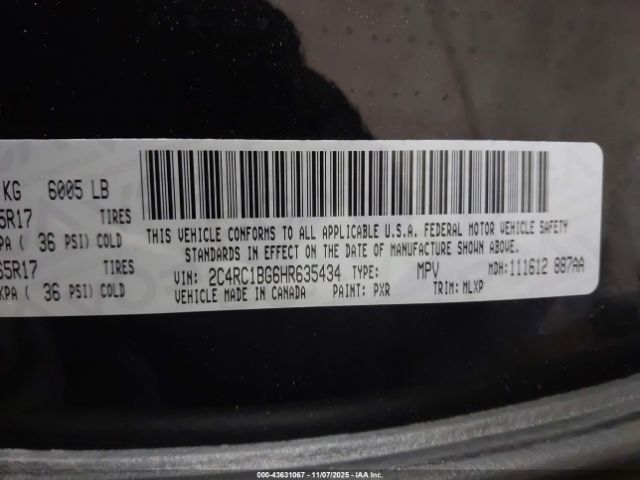 KG 6005 LB
5R17 TIRES
KPA ( 36 PSI) COLD
5R17 TIRES
KPA ( 36 PSI) COLD
THIS VEHICLE CONFORMS TO ALL APPLICABLE U.S.A. FEDERAL MOTOR VEHICLE SAFETY
STANDARDS IN EFFECT ON THE DATE OF MANUFACTURE SHOWN ABOVE.
VIN: 2C4RC1BG6HR635434 TYPE: MPV MDH:111612 887AA
VEHICLE MADE IN CANADA PAINT: PXR TRIM: MLXP
000-43631067 - 11/07/2025 - IAA Inc.